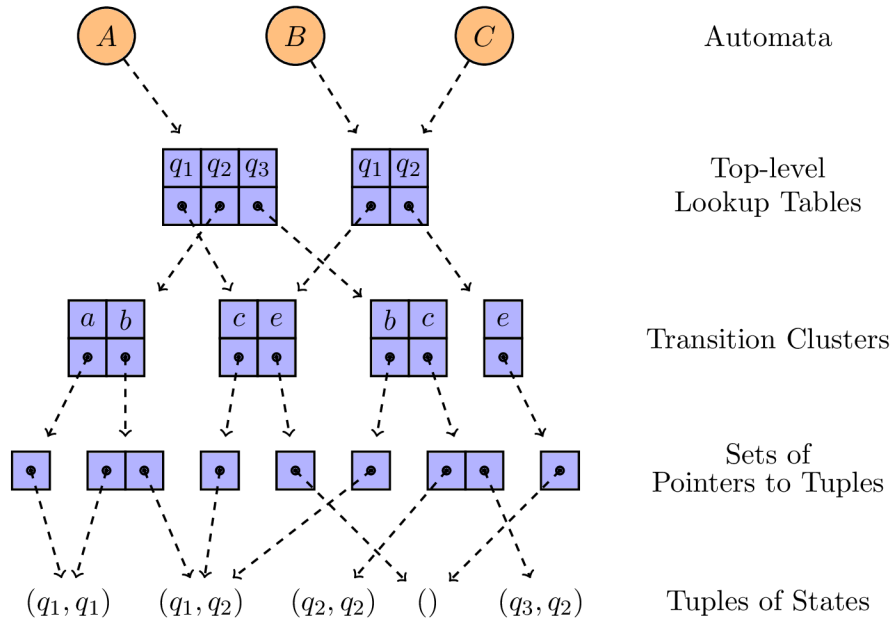 A B C Automata
q1 q2 q3 q1 q2 Top-level
Lookup Tables
a b c e b c e Transition Clusters
Sets of
Pointers to Tuples
(q1, q1) (q1, q2) (q2, q2) () (q3, q2) Tuples of States